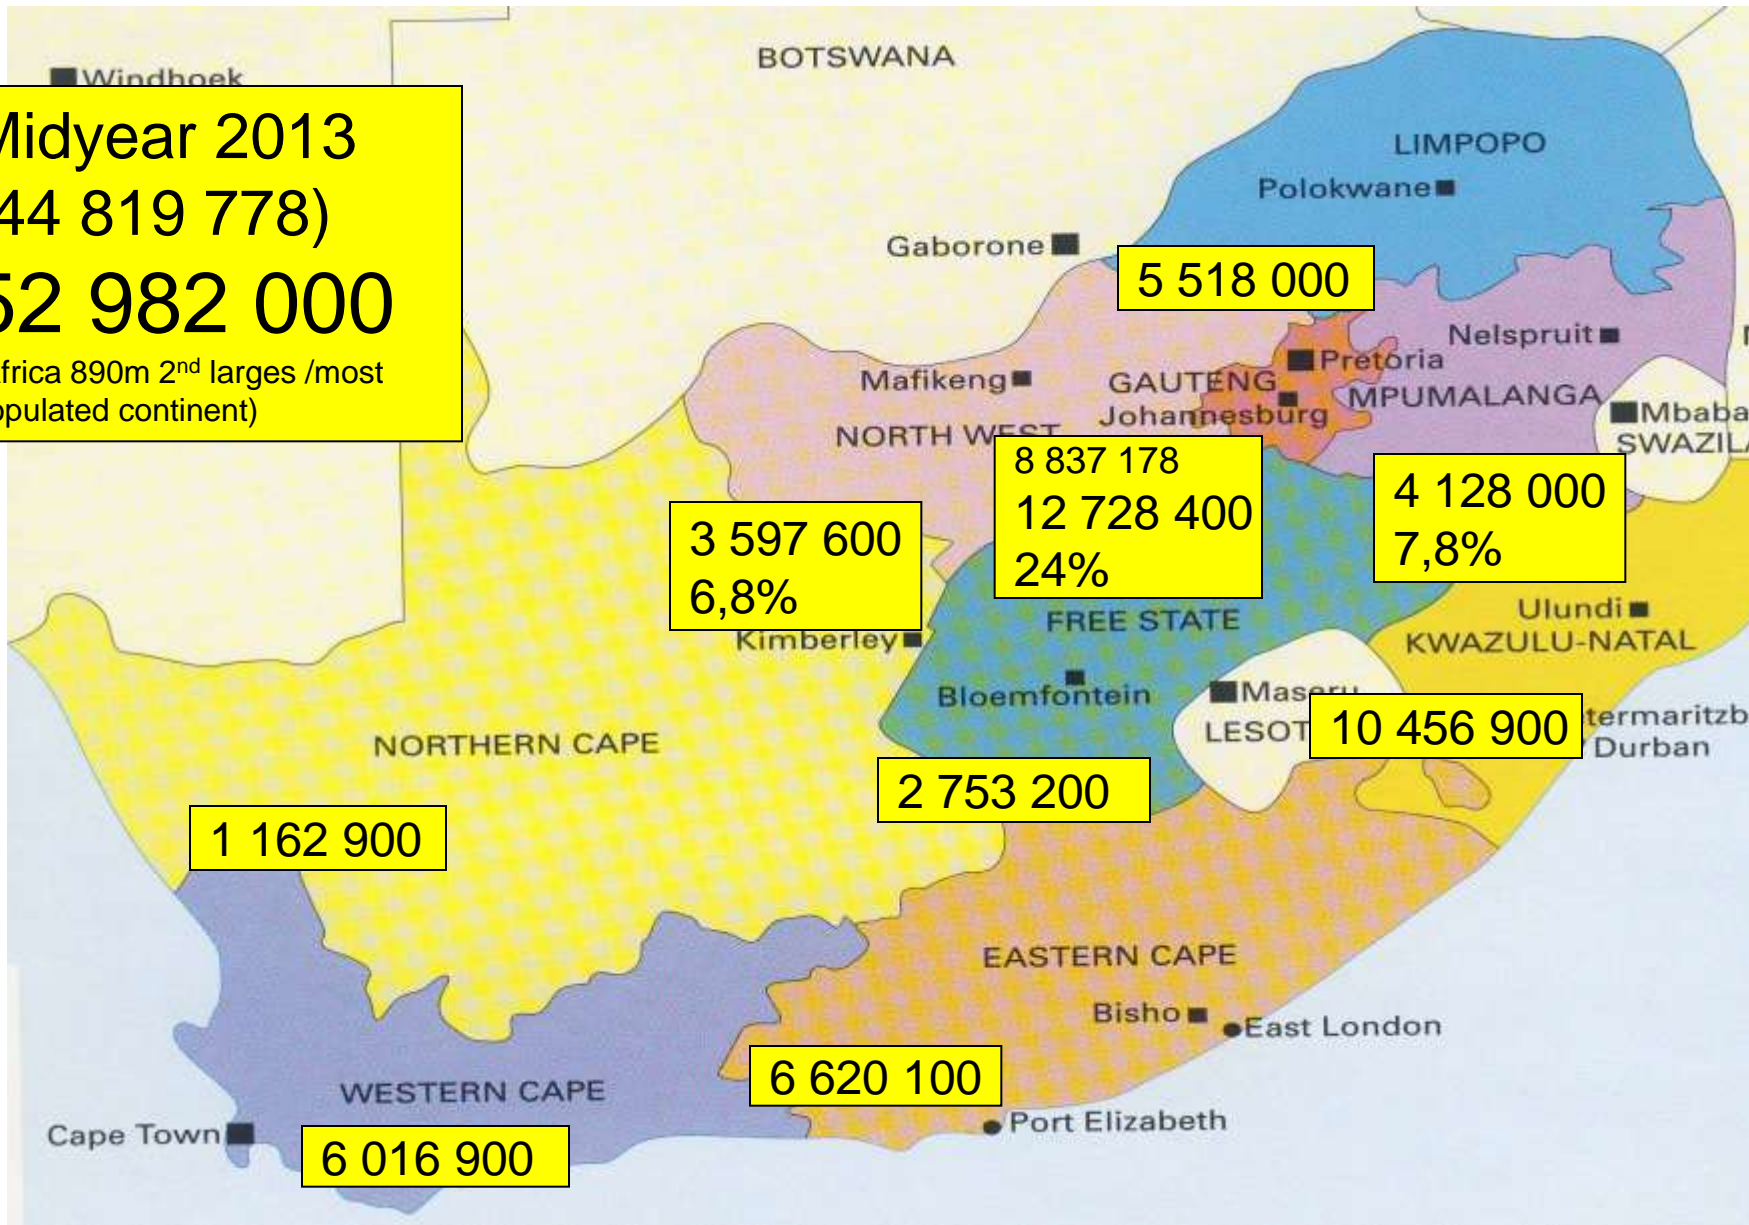 BOTSWANA
Windhoek
Midyear 2013
44 819 778)
52 982 000
frica 890m 2nd larges /most
opulated continent)
LIMPOPO
Polokwane
Gaborone
5 518 000
Nelspruit
Pretoria
Mafikeng
GAUTENG
MPUMALANGA
Johannesburg
Mbaba
NORTH WEST
SWAZILA
8 837 178
12 728 400
24%
4 128 000
7,8%
3 597 600
6,8%
Ulundi
FREE STATE
Kimberley
KWAZULU-NATAL
Bloemfontein
Maseru
LESOT
10 456 900
termaritzb
Durban
NORTHERN CAPE
2 753 200
1 162 900
EASTERN CAPE
Bisho
East London
6 620 100
WESTERN CAPE
Port Elizabeth
Cape Town
6 016 900